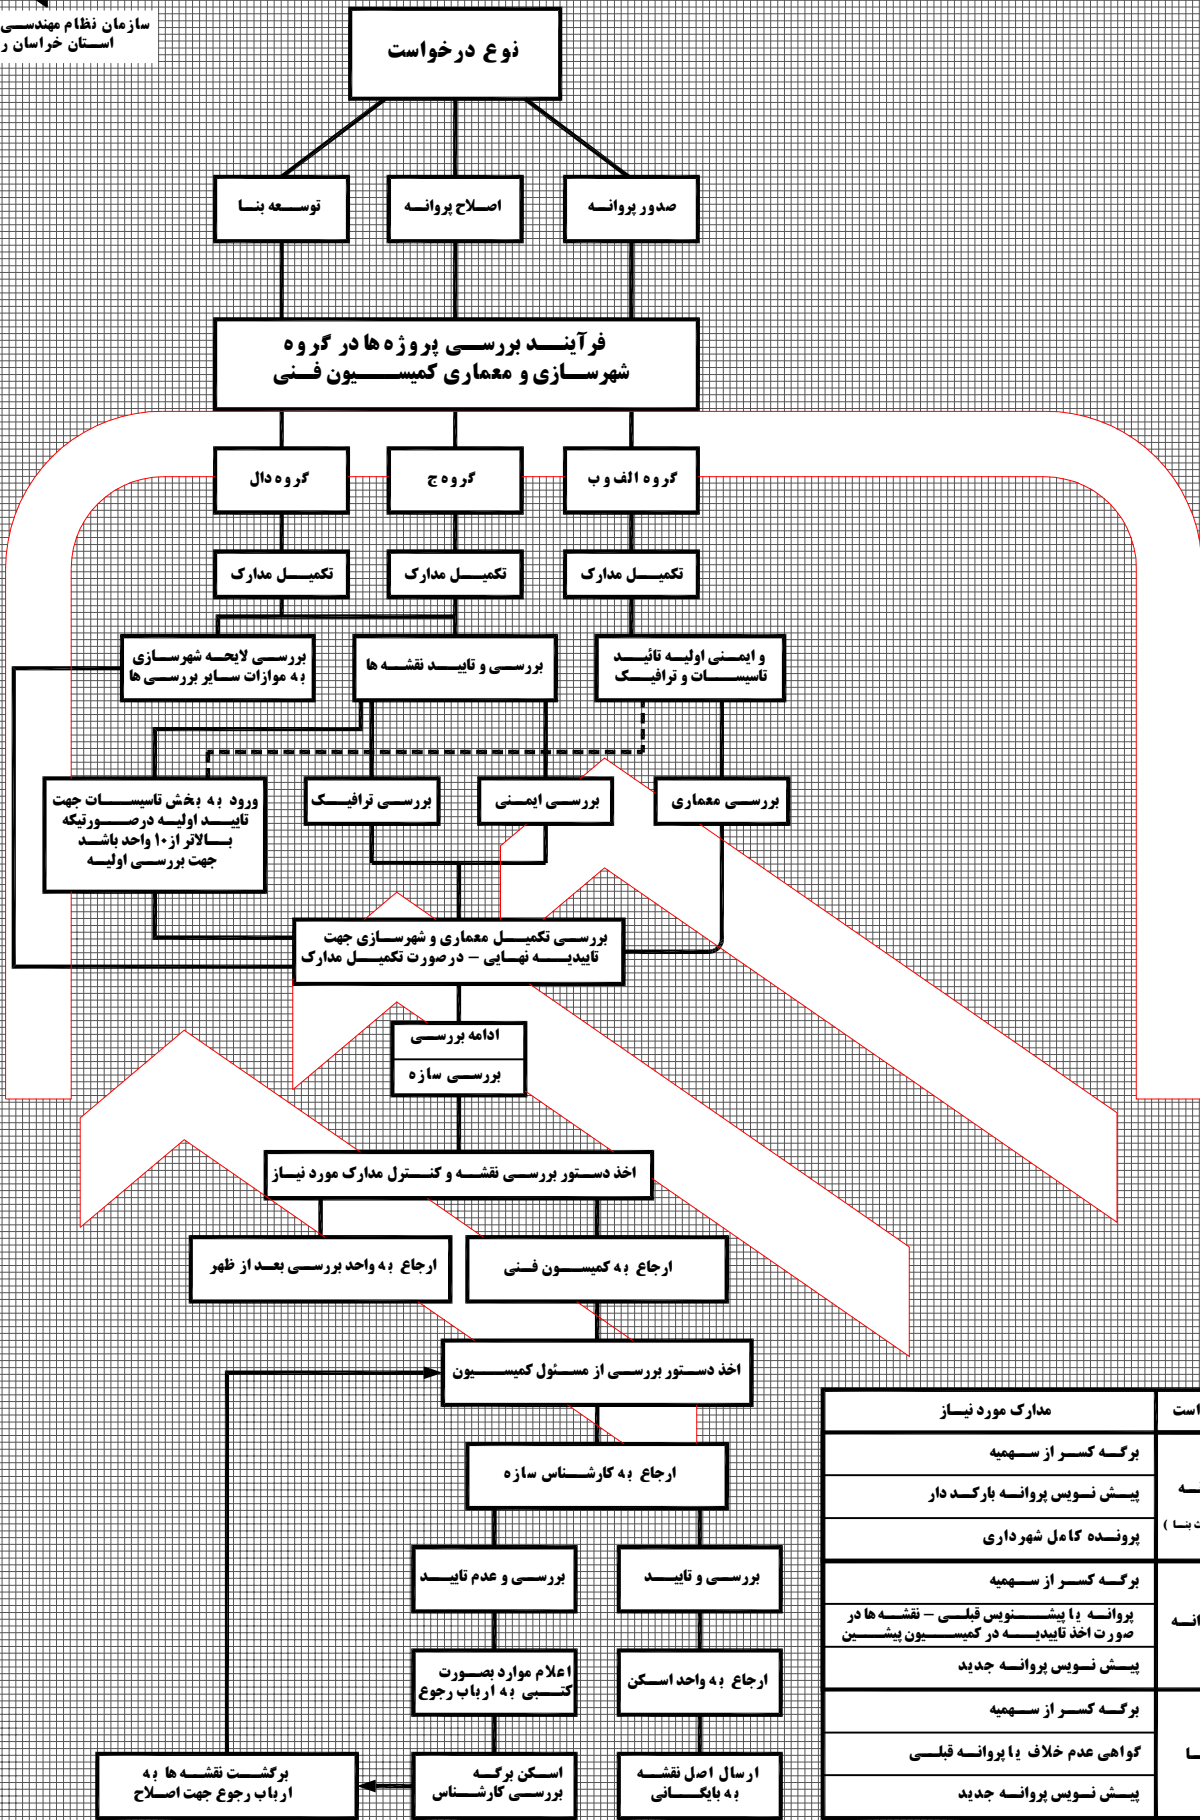 سازمان نظام مهندسی
استان خراسان ر
نوع درخواست
صدور پروانه
اصلاح پروانه
توسعه بنا
فرآیند بررسی پروژه ها در گروه
شهرسازی و معماری کمیسیون فنی
گروه الف و ب
گروه ج
گروه دال
تکمیل مدارک
تکمیل مدارک
تکمیل مدارک
و ایمنی اولیه تائید
تاسیسات و ترافیک
بررسی و تایید نقشه ها
بررسی لایحه شهرسازی
به موازات سایر بررسی ها
بررسی معماری
بررسی ایمنی
بررسی ترافیک
ورود به بخش تاسیسات جهت
تایید اولیه درصورتیکه
بالاتر از ۱۰ واحد باشد
جهت بررسی اولیه
بررسی تکمیل معماری و شهرسازی جهت
تاییدیه نهایی - درصورت تکمیل مدارک
ادامه بررسی
بررسی سازه
اخذ دستور بررسی نقشه و کنترل مدارک مورد نیاز
ارجاع به کمیسون فنی
ارجاع به واحد بررسی بعد از ظهر
اخذ دستور بررسی از مسئول کمیسیون
ارجاع به کارشناس سازه
بررسی و تایید
بررسی و عدم تایید
ارجاع به واحد اسکن
اعلام موارد بصورت
کتبی به ارباب رجوع
ارسال اصل نقشه
به بایگانی
اسکن برگه
بررسی کارشناس
برگشت نقشه ها به
ارباب رجوع جهت اصلاح
است
مدارک مورد نیاز
برگه کسر از سهمیه
نه
پیش نویس پروانه بارکد دار
ت بنا )
پرونده کامل شهرداری
برگه کسر از سهمیه
انه
پروانه یا پیشنویس قبلی - نقشه ها در
صورت اخذ تاییدیه در کمیسیون پیشین
پیش نویس پروانه جدید
برگه کسر از سهمیه
ا
گواهی عدم خلاف یا پروانه قبلی
پیش نویس پروانه جدید